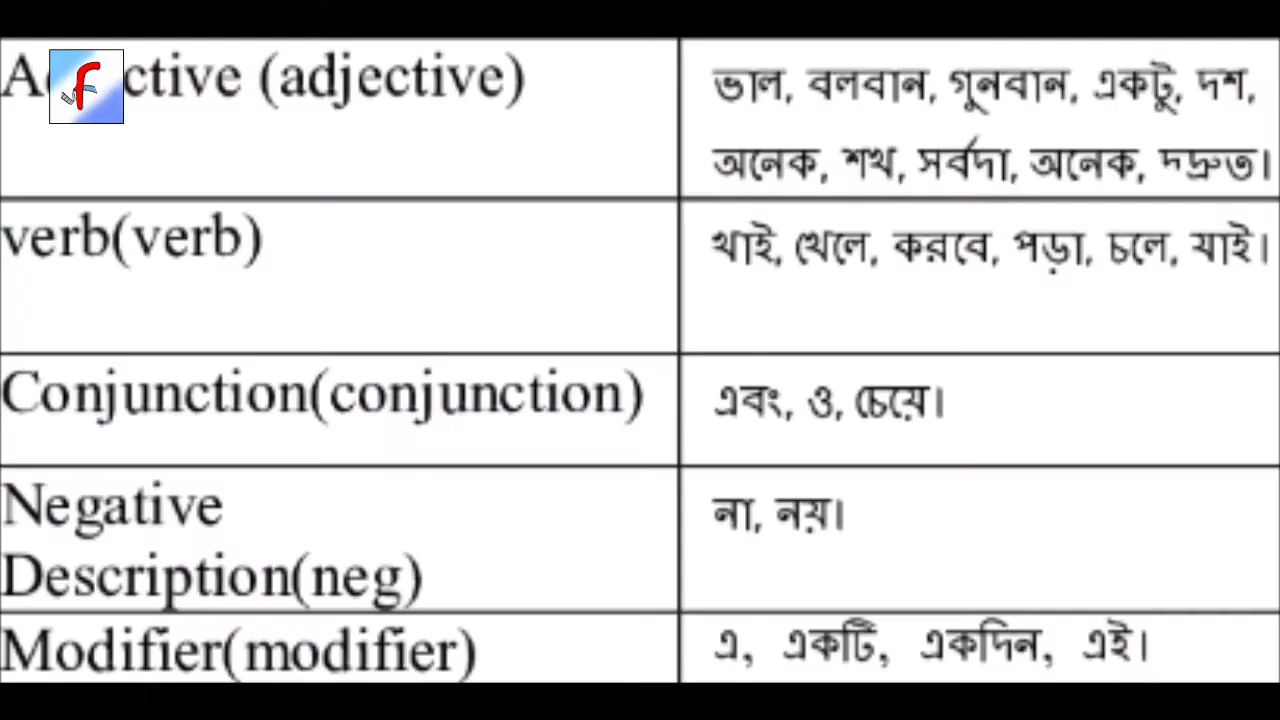 ctive (adjective)
ভাল, বলবান, গুনবান, একটু, দশ,
অনেক, শখ, সর্বদা, অনেক, দ্রুত।
verb(verb)
খাই, খেলে, করবে, পড়া, চলে, যাই।
Conjunction(conjunction)
এবং, ও, চেয়ে।
Negative
না, নয়।
Description(neg)
Modifier(modifier)
এ, একটি, একদিন, এই।